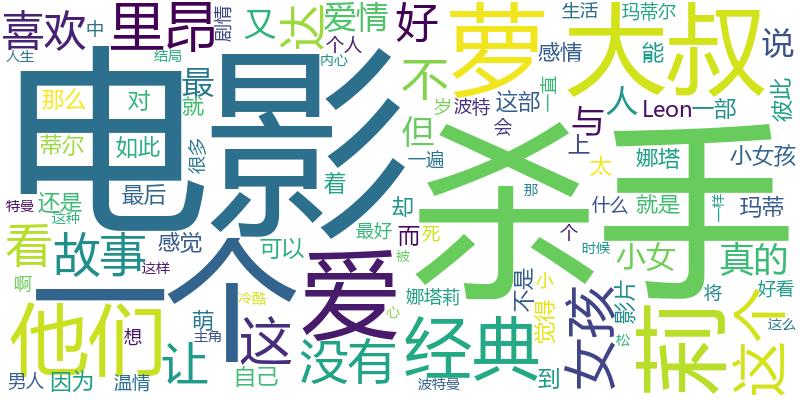 喜欢
中
里昂
剧情
又
达
爱情
个人
内心
好
萝
大叔
生活
玛蒂尔
感情
能
说
人生
结局
电影
最
不
岁
波特
这部
一直
人
Leon
一部
彼此
那么
对
就
但
会
与
上
蒂尔
如此
很多
一遍
杀手
太
娜塔
小女孩
特曼
还是
最后
着
却
那
什么
就是
一样
玛蒂
这种
看
故事
感觉
可以
最好
而
死
个
时候
小女
真的
啊
这样
一个
爱
被
不是
小
女孩
影片
将
好看
冷酷
娜塔莉
心
觉得
刺
这个
这么
他们
想
萌
主角
这
没有
经典
松
男人
因为
温情
让
自己
波特曼
到